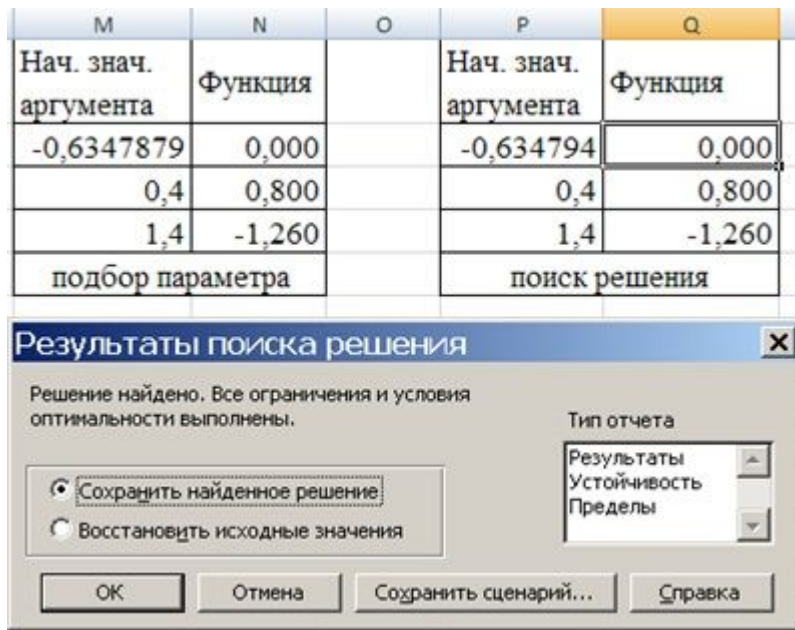 M N O P Q
Нач. знач. аргумента Функция Нач. знач. аргумента Функция
-0,6347879 0,000 -0,634794 0,000
0,4 0,800 0,4 0,800
1,4 -1,260 1,4 -1,260
подбор параметра поиск решения
Результаты поиска решения
Решение найдено. Все ограничения и условия
оптимальности выполнены.
Тип отчета
Результаты
Устойчивость
Пределы
Сохранить найденное решение
Восстановить исходные значения
ОК Отмена Сохранить сценарий... Справка